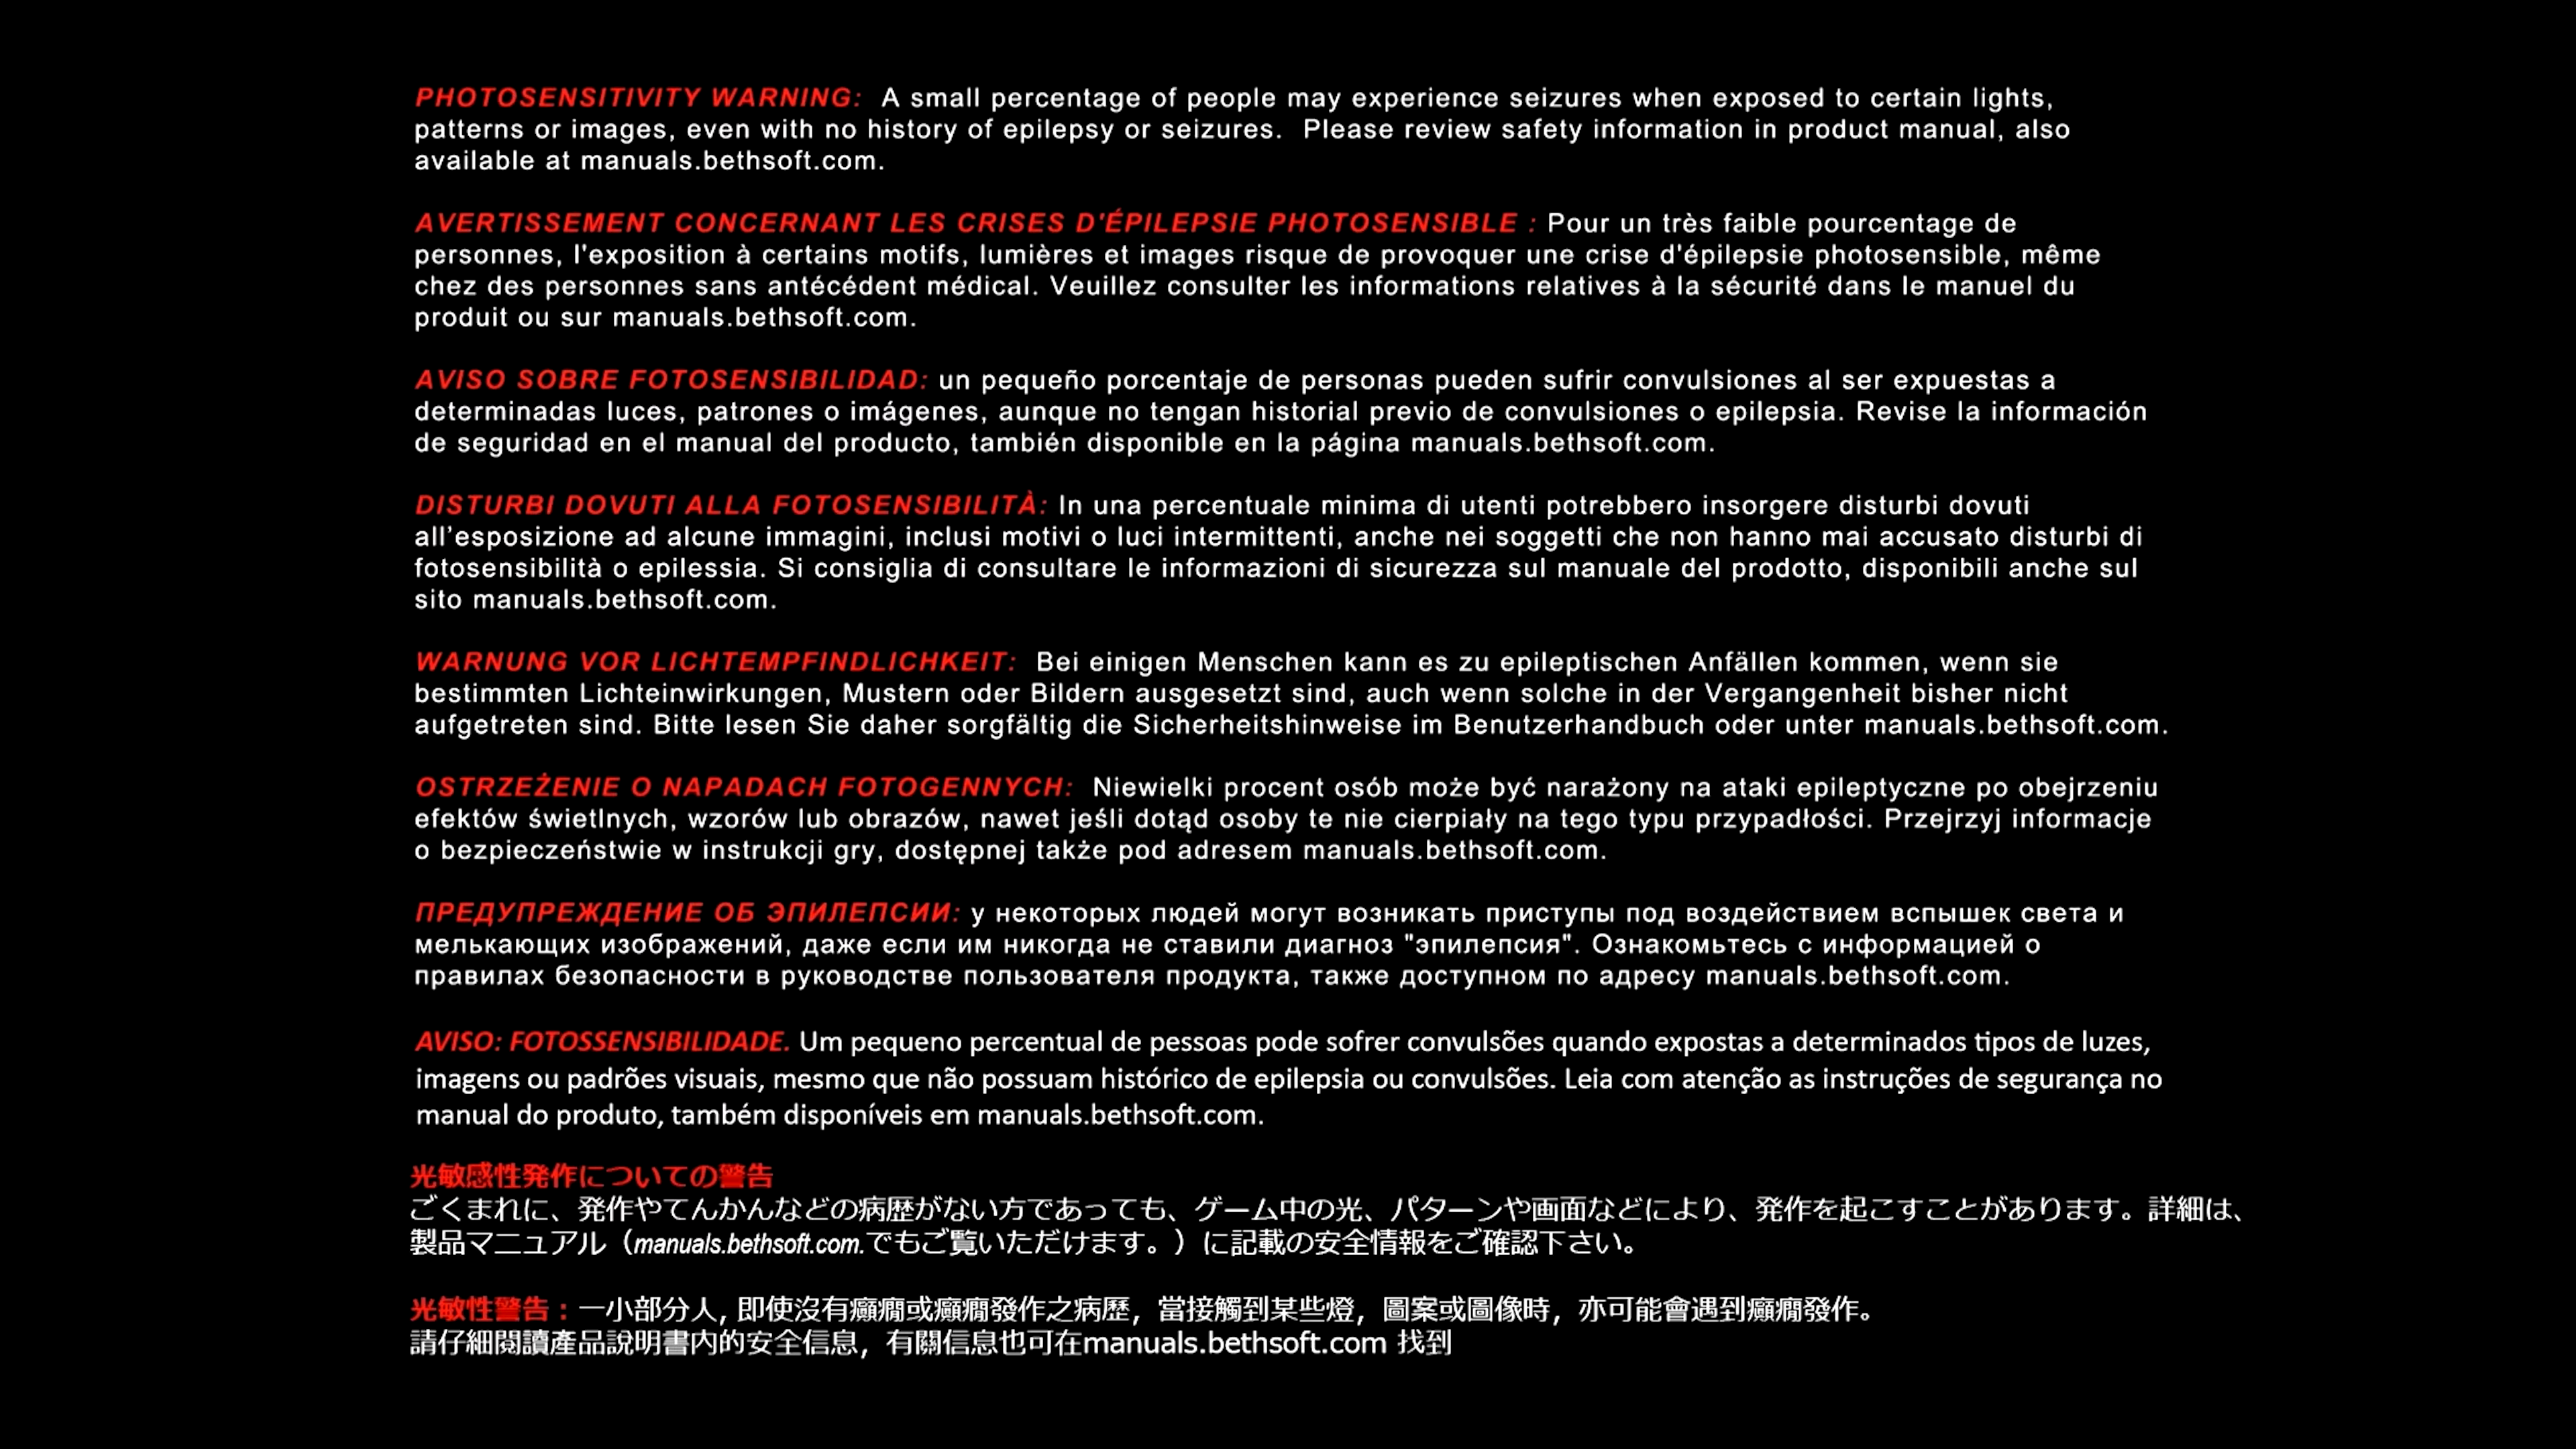 PHOTOSENSITIVITY WARNING: A small percentage of people may experience seizures when exposed to certain lights,
patterns or images, even with no history of epilepsy or seizures. Please review safety information in product manual, also
available at manuals.bethsoft.com.
AVERTISSEMENT CONCERNANT LES CRISES D'ÉPILEPSIE PHOTOSENSIBLE : Pour un très faible pourcentage de
personnes, l'exposition à certains motifs, lumières et images risque de provoquer une crise d'épilepsie photosensible, même
chez des personnes sans antécédent médical. Veuillez consulter les informations relatives à la sécurité dans le manuel du
produit ou sur manuals.bethsoft.com.
AVISO SOBRE FOTOSENSIBILIDAD: un pequeño porcentaje de personas pueden sufrir convulsiones al ser expuestas a
determinadas luces, patrones o imágenes, aunque no tengan historial previo de convulsiones o epilepsia. Revise la información
de seguridad en el manual del producto, también disponible en la página manuals.bethsoft.com.
DISTURBI DOVUTI ALLA FOTOSENSIBILITÀ: In una percentuale minima di utenti potrebbero insorgere disturbi dovuti
all’esposizione ad alcune immagini, inclusi motivi o luci intermittenti, anche nei soggetti che non hanno mai accusato disturbi di
fotosensibilità o epilessia. Si consiglia di consultare le informazioni di sicurezza sul manuale del prodotto, disponibili anche sul
sito manuals.bethsoft.com.
WARNUNG VOR LICHTEMPFINDLICHKEIT: Bei einigen Menschen kann es zu epileptischen Anfällen kommen, wenn sie
bestimmten Lichteinwirkungen, Mustern oder Bildern ausgesetzt sind, auch wenn solche in der Vergangenheit bisher nicht
aufgetreten sind. Bitte lesen Sie daher sorgfältig die Sicherheitshinweise im Benutzerhandbuch oder unter manuals.bethsoft.com.
OSTRZEŻENIE O NAPADACH FOTOGENNYCH: Niewielki procent osób może być narażony na ataki epileptyczne po obejrzeniu
efektów świetlnych, wzorów lub obrazów, nawet jeśli dotąd osoby te nie cierpiały na tego typu przypadłości. Przejrzyj informacje
o bezpieczeństwie w instrukcji gry, dostępnej także pod adresem manuals.bethsoft.com.
ПРЕДУПРЕЖДЕНИЕ ОБ ЭПИЛЕПСИИ: у некоторых людей могут возникать приступы под воздействием вспышек света и
мелькающих изображений, даже если им никогда не ставили диагноз "эпилепсия". Ознакомьтесь с информацией о
правилах безопасности в руководстве пользователя продукта, также доступном по адресу manuals.bethsoft.com.
AVISO: FOTOSSENSIBILIDADE. Um pequeno percentual de pessoas pode sofrer convulsões quando expostas a determinados tipos de luzes,
imagens ou padrões visuais, mesmo que não possuam histórico de epilepsia ou convulsões. Leia com atenção as instruções de segurança no
manual do produto, também disponíveis em manuals.bethsoft.com.
光敏感性発作についての警告
ごくまれに、発作やてんかんなどの病歴がない方であっても、ゲーム中の光、パターンや画面などにより、発作を起こすことがあります。詳細は、
製品マニュアル（manuals.bethsoft.com.でもご覧いただけます。）に記載の安全情報をご確認下さい。
光敏性警告：一小部分人, 即使沒有癲癇或癲癇發作之病歷，當接觸到某些燈，圖案或圖像時，亦可能會遇到癲癇發作。
請仔細閱讀產品說明書內的安全信息，有關信息也可在manuals.bethsoft.com 找到